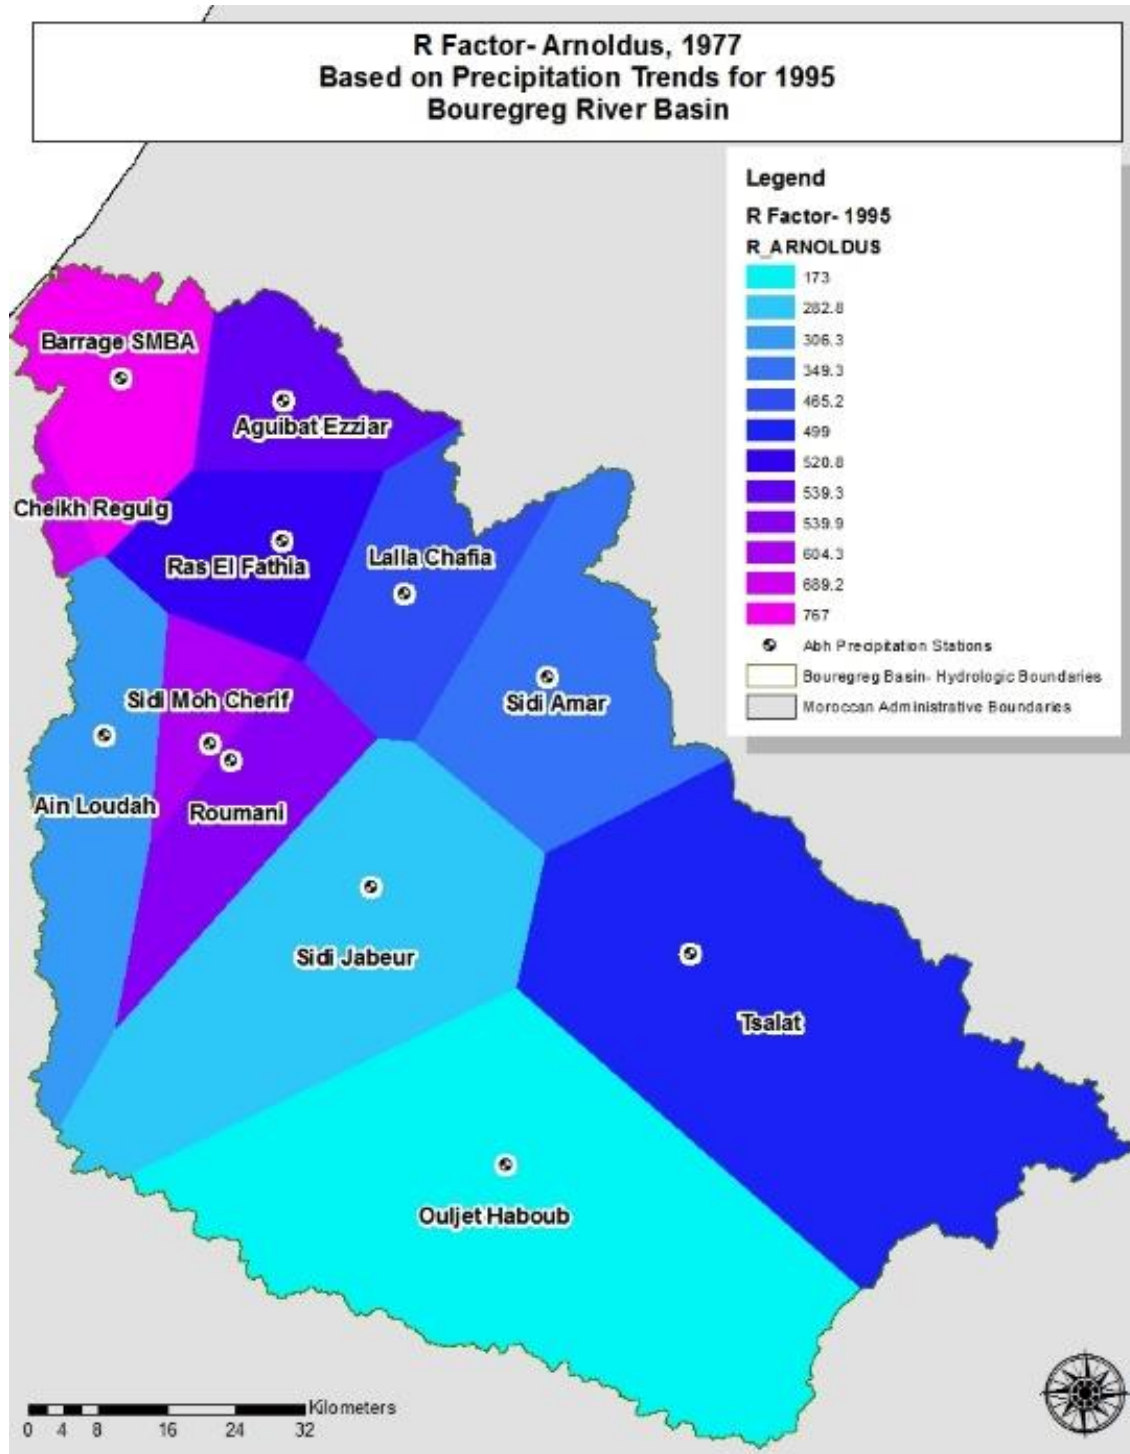 R Factor- Arnoldus, 1977
Based on Precipitation Trends for 1995
Bouregreg River Basin
Legend
R Factor- 1995
R_ARNOLDUS
173
282.8
306.3
349.3
465.2
499
520.8
539.3
539.9
604.3
689.2
767
Abh Precipitation Stations
Bouregreg Basin- Hydrologic Boundaries
Moroccan Administrative Boundaries
Barrage SMBA
Aguibat Ezziar
Cheikh Reguig
Ras El Fathia
Lalla Chafia
Sidi Moh Cherif
Sidi Amar
Ain Loudah
Roumani
Sidi Jabeur
Tsalat
Ouljet Haboub
Kilometers
0 4 8 16 24 32